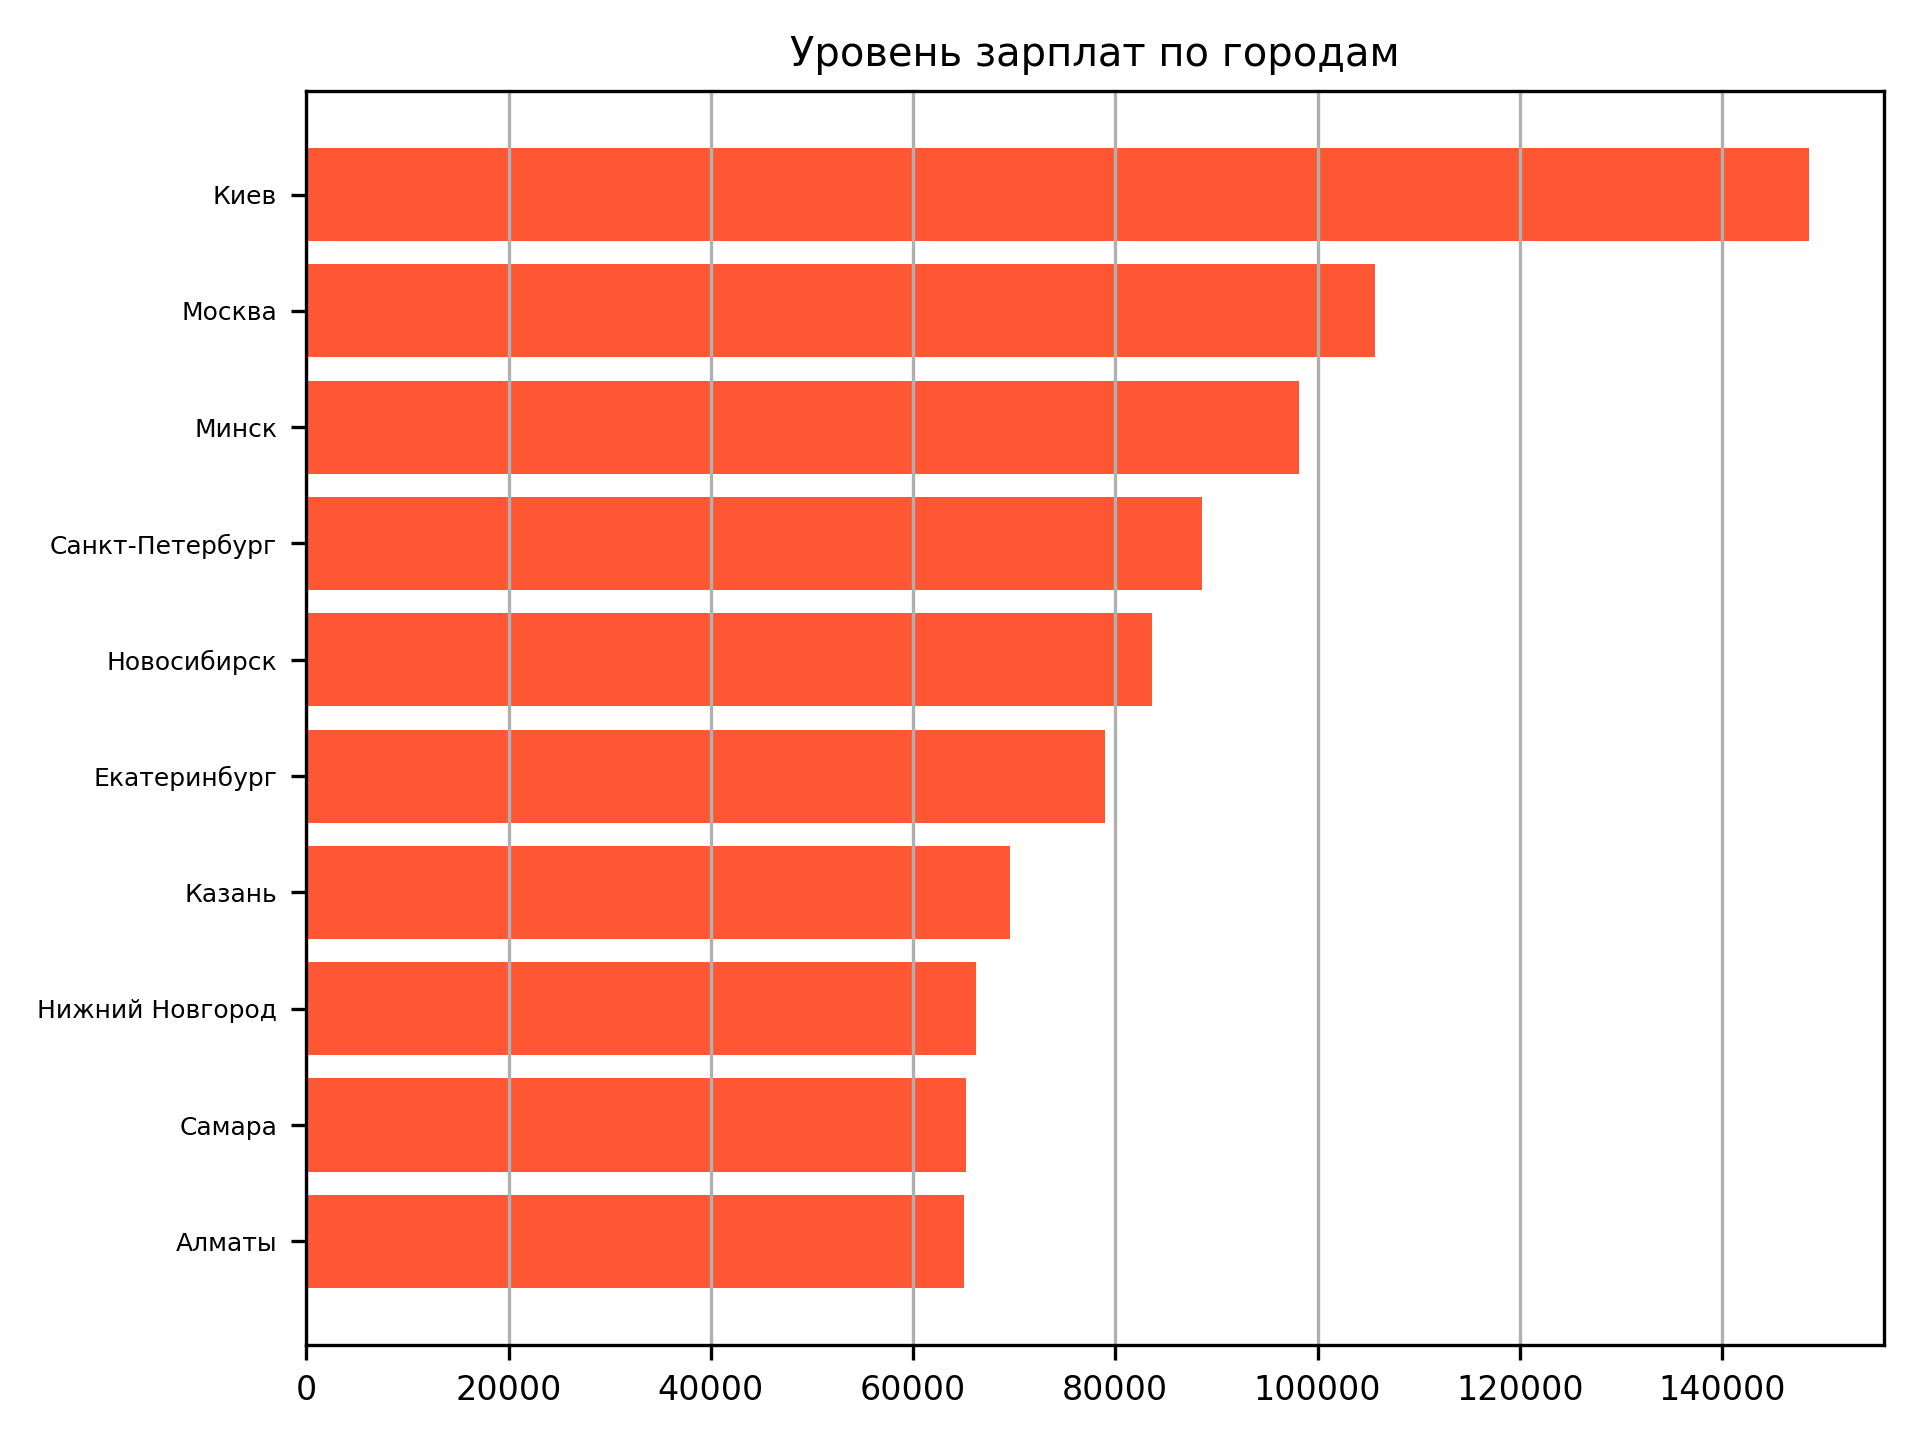 Уровень зарплат по городам
Киев
Москва
Минск
Санкт-Петербург
Новосибирск
Екатеринбург
Казань
Нижний Новгород
Самара
Алматы
0 20000 40000 60000 80000 100000 120000 140000